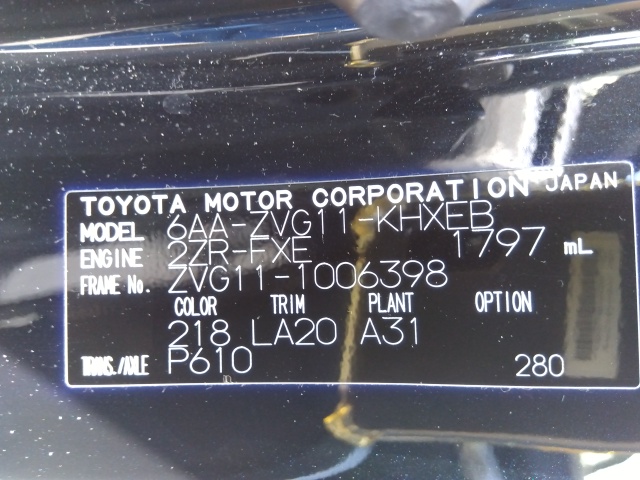 TOYOTA MOTOR CORPORATION JAPAN
MODEL 6AA-ZVG11-KHXEB
ENGINE 2ZR-FXE 1797 mL
FRAME No. ZVG11-1006398
COLOR TRIM PLANT OPTION
218 LA20 A31
TRANS./AXLE P610 280